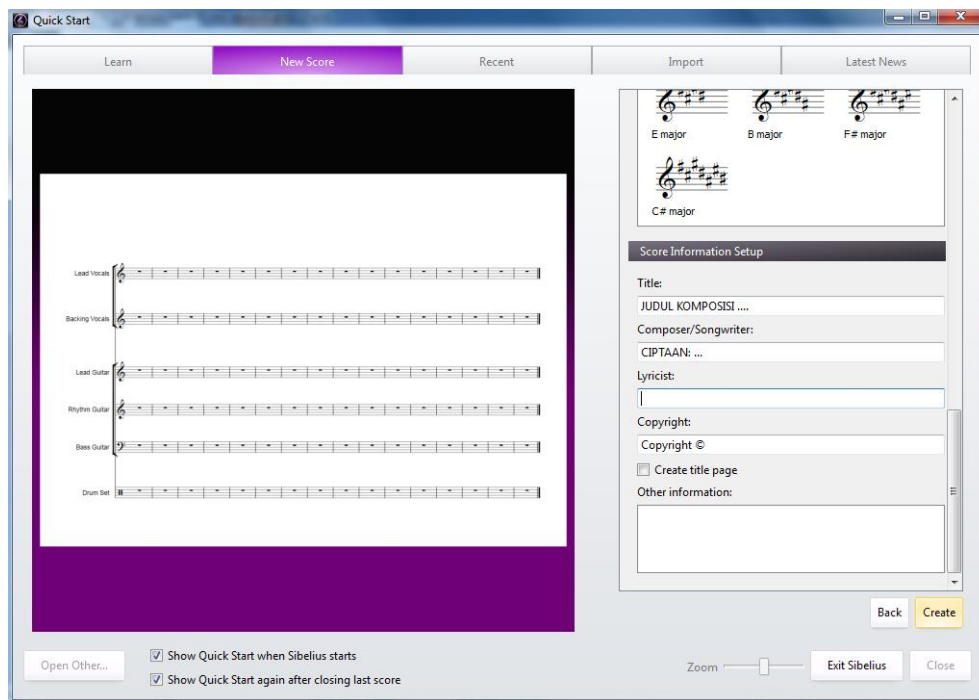 Quick Start
Learn
New Score
Recent
Import
Latest News
Lead Vocals
Backing Vocals
Lead Guitar
Rhythm Guitar
Bass Guitar
Drum Set
E major
B major
F# major
C# major
Score Information Setup
Title:
JUDUL KOMPOSISI ....
Composer/Songwriter:
CIPTAAN: ...
Lyricist:
Copyright:
Copyright ©
Create title page
Other information:
Back
Create
Open Other...
Show Quick Start when Sibelius starts
Show Quick Start again after closing last score
Zoom
Exit Sibelius
Close